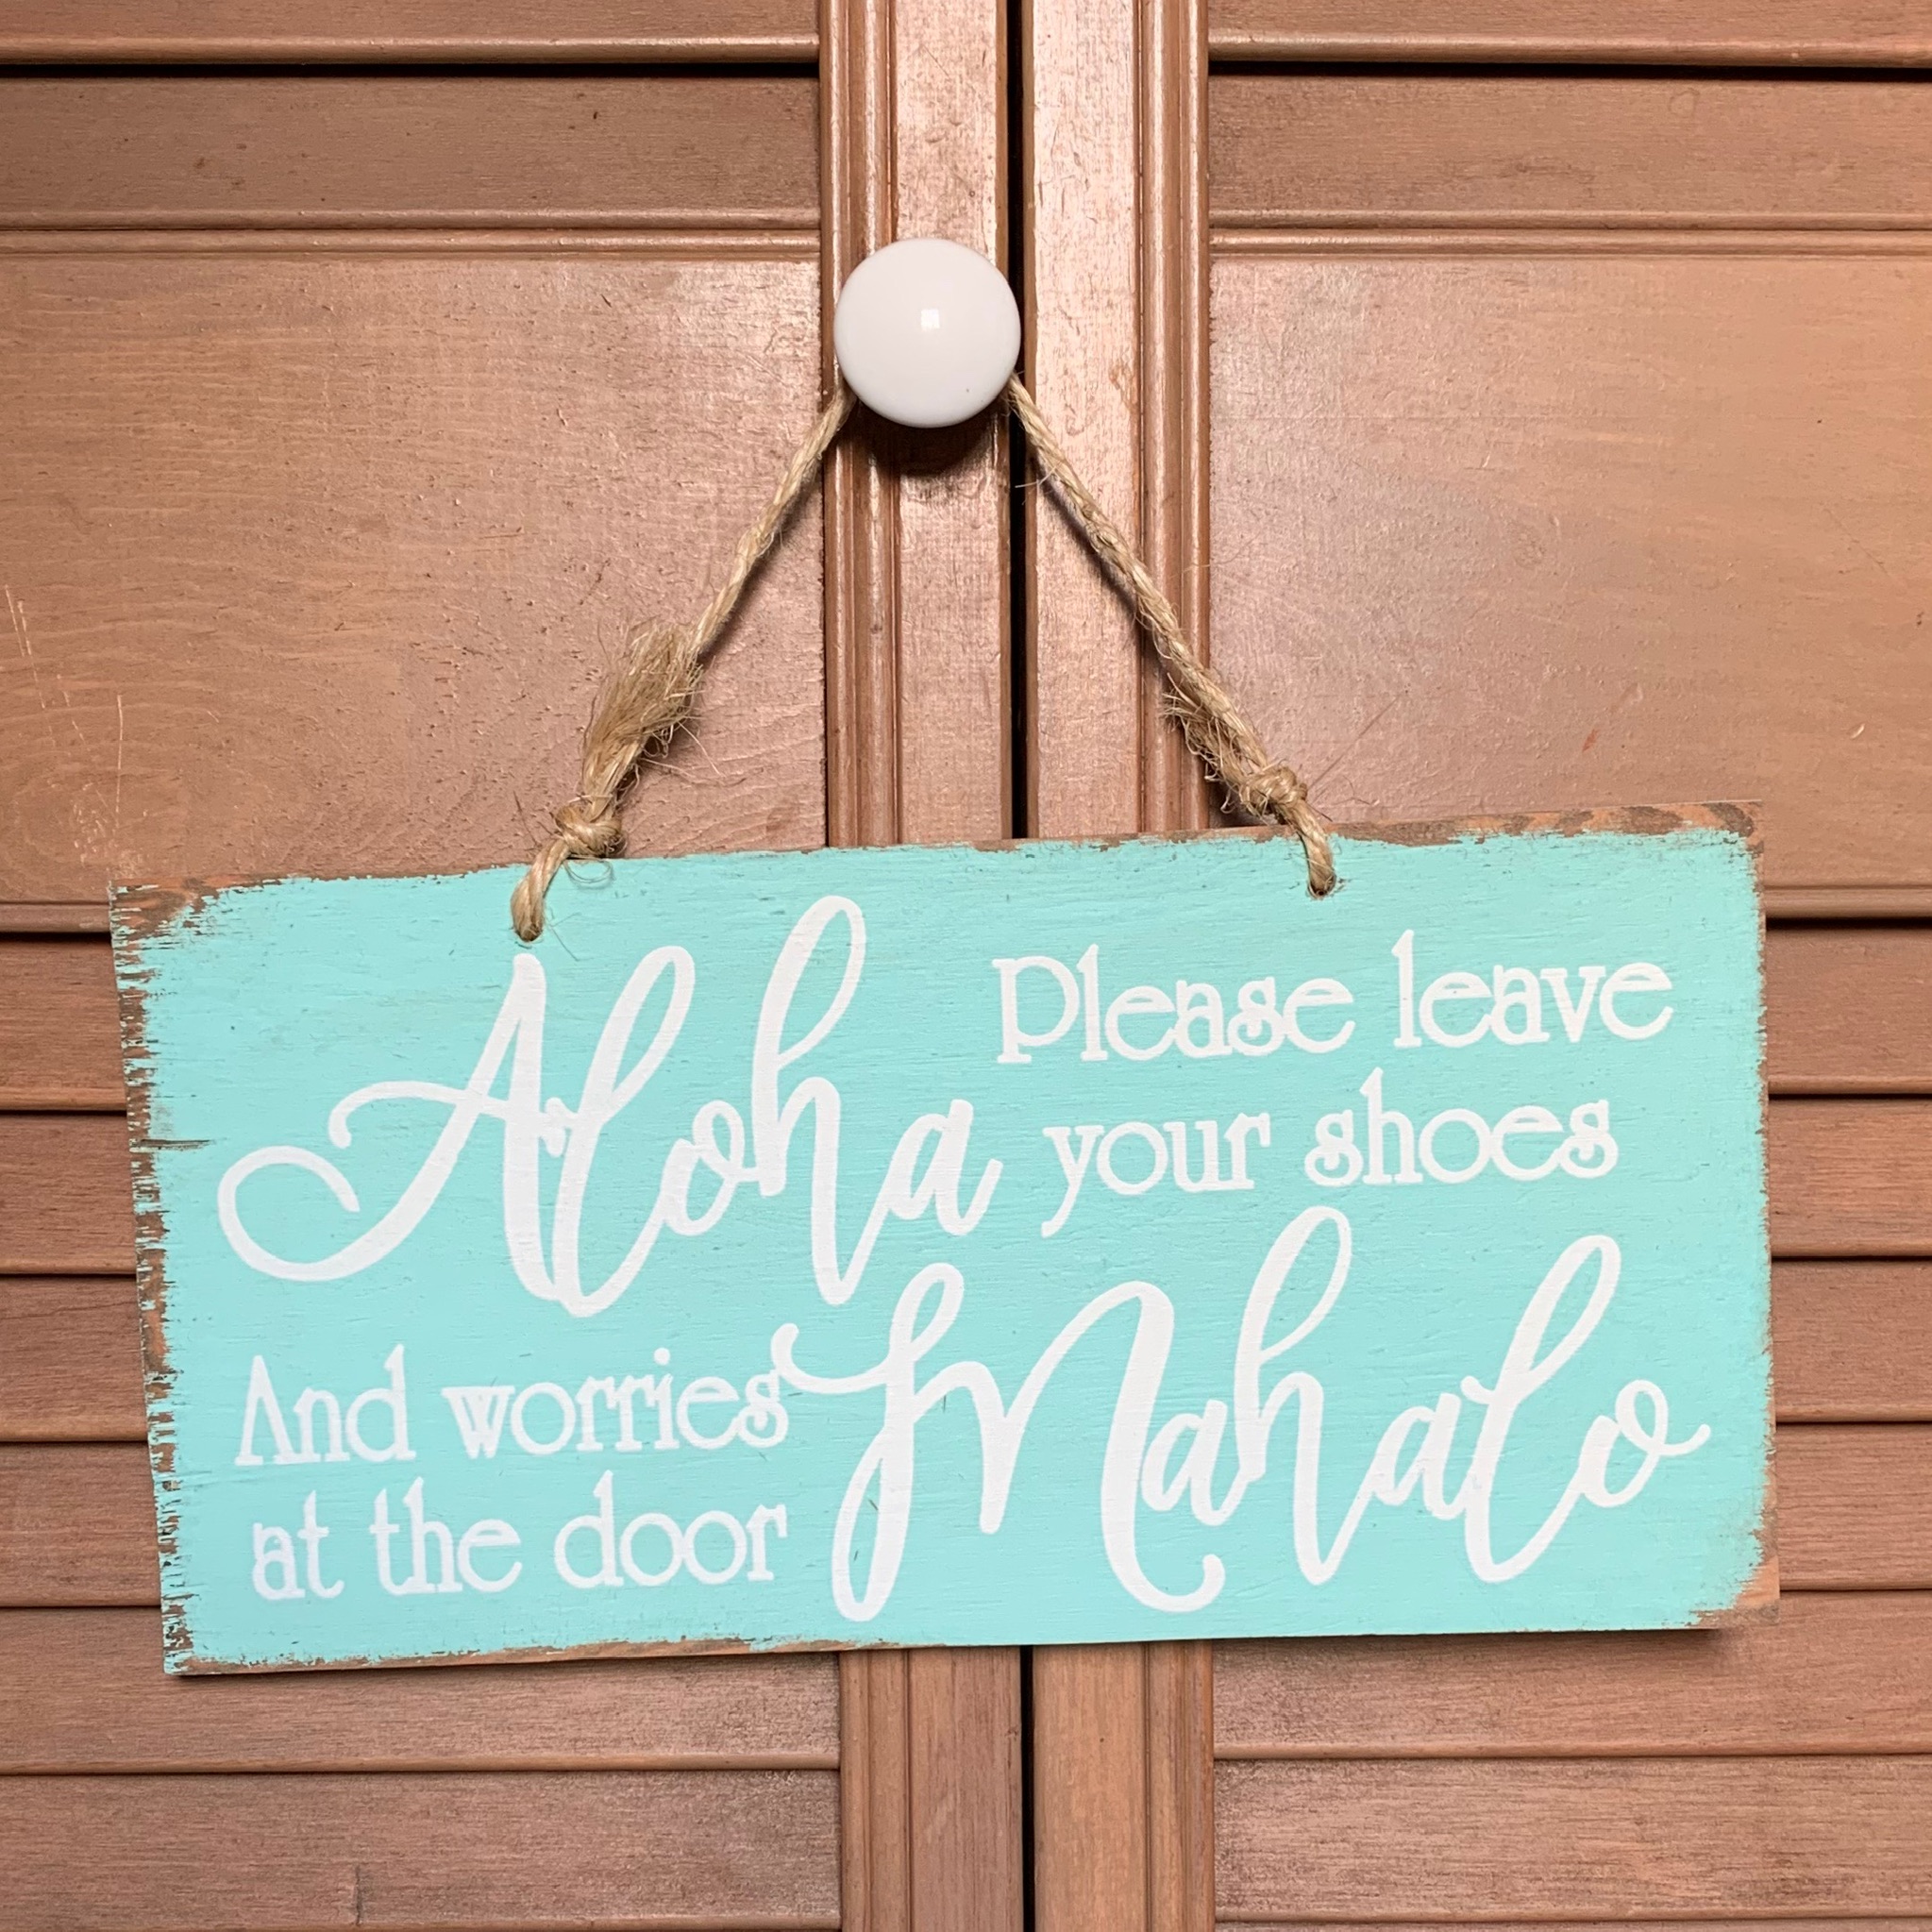 Aloha
Please leave
your shoes
And worries
at the door
Mahalo